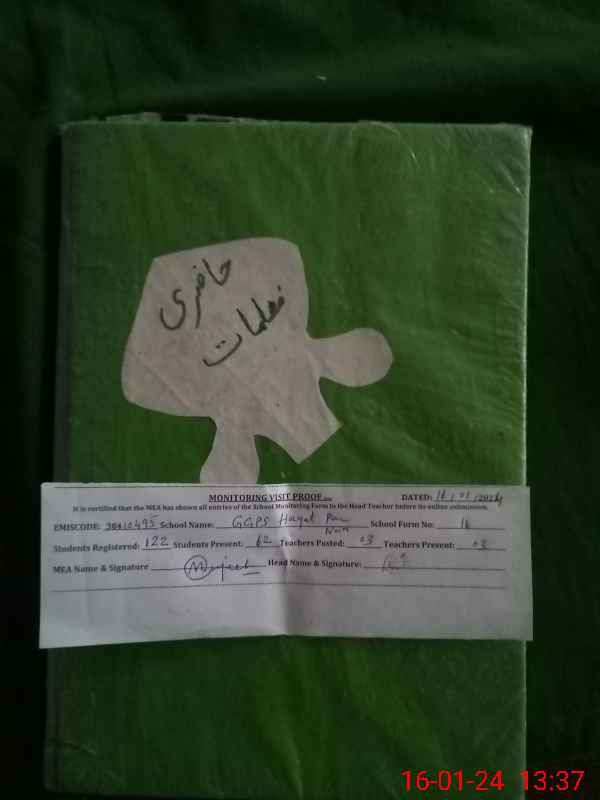 حاضری
معلمات
MONITORING VISIT PROOF
DATED: 16/01/2024
It is certified that the MEA has shown all entries of the School Monitoring Form to the Head Teacher before its online submission.
EMISCODE: 38410495 School Name: GGPS Hayat Pur School Form No: 16
Noon
Students Registered: 122 Students Present: 62 Teachers Posted: 03 Teachers Present: 03
MEA Name & Signature Head Name & Signature:
16-01-24 13:37